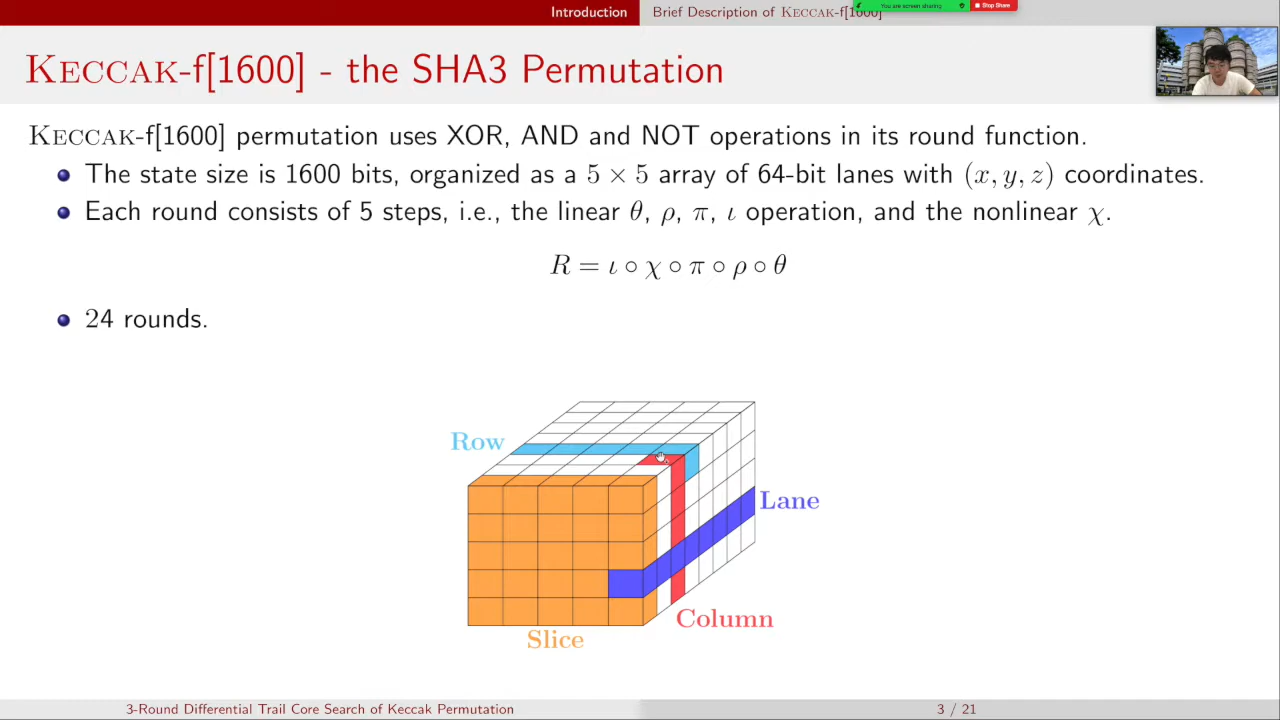 Introduction
Brief Description of KECCAK-f[1600]
You are screen sharing
Stop Share
KECCAK-f[1600] - the SHA3 Permutation
KECCAK-f[1600] permutation uses XOR, AND and NOT operations in its round function.
The state size is 1600 bits, organized as a 5 × 5 array of 64-bit lanes with (x, y, z) coordinates.
Each round consists of 5 steps, i.e., the linear θ, ρ, π, ι operation, and the nonlinear χ.
R = ι ∘ χ ∘ π ∘ ρ ∘ θ
24 rounds.
Row
Lane
Column
Slice
3-Round Differential Trail Core Search of Keccak Permutation
3 / 21